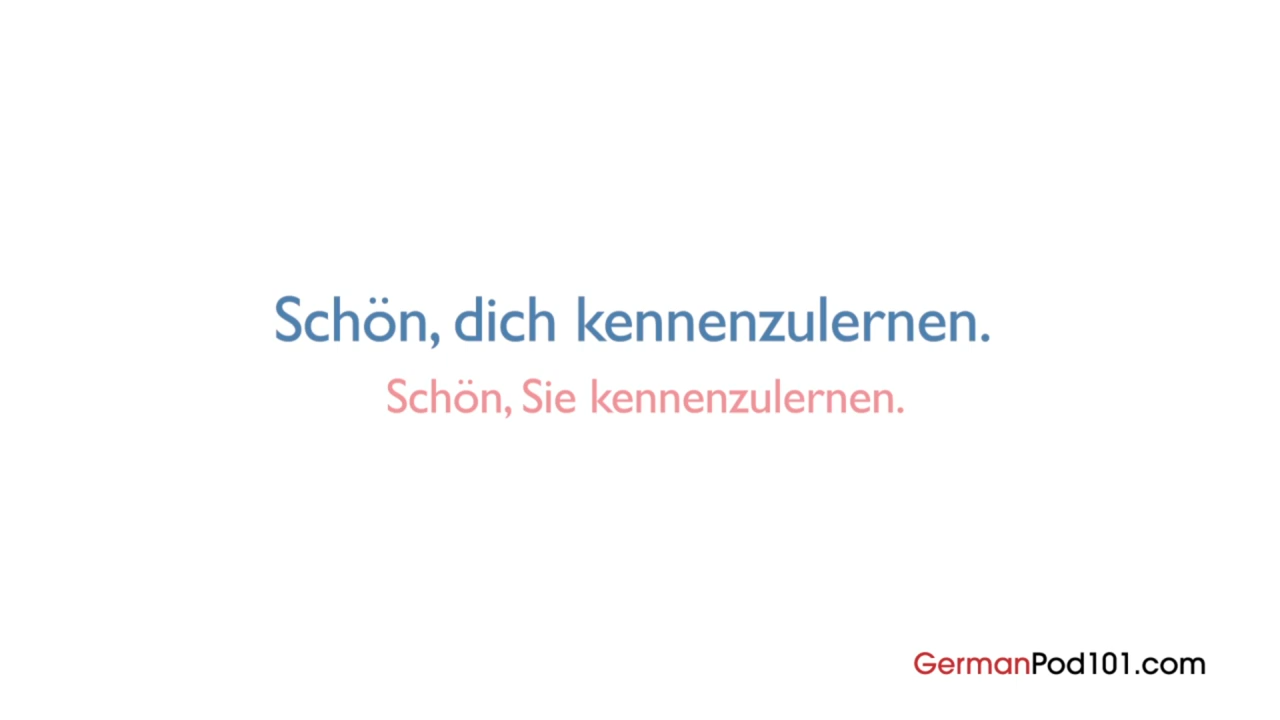 Schön, dich kennenzulernen.
Schön, Sie kennenzulernen.
GermanPod101.com